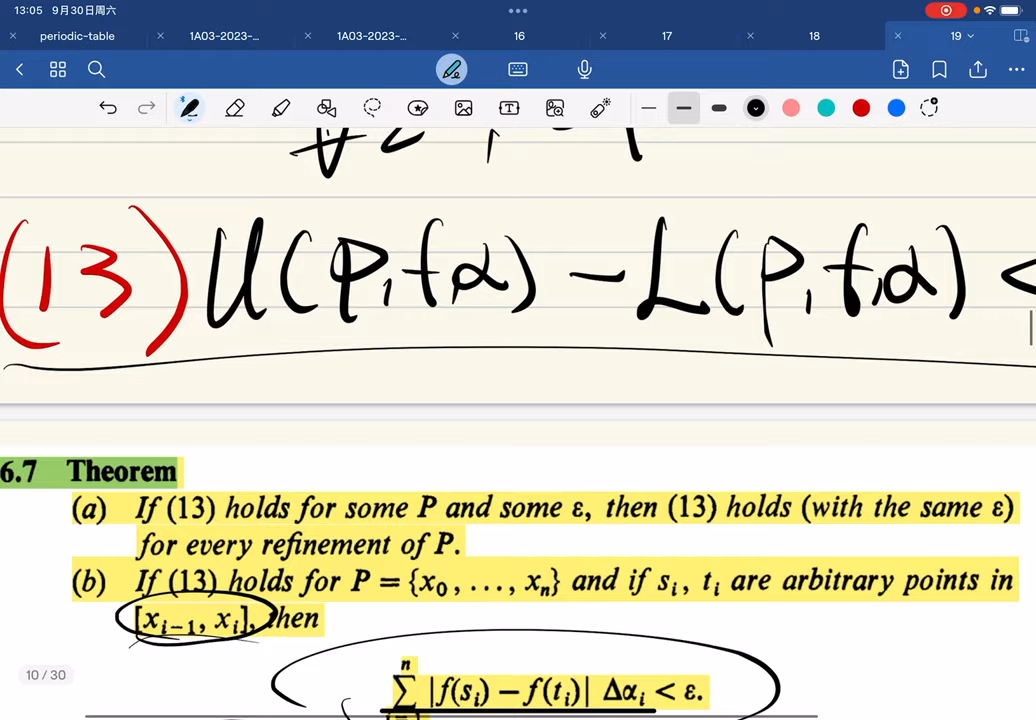 13:05 9月30日周六
periodic-table 1A03-2023-... 1A03-2023-... 16 17 18 19
(13) U(P,f,α) - L(P,f,α) <
6.7 Theorem
(a) If (13) holds for some P and some ε, then (13) holds (with the same ε)
for every refinement of P.
(b) If (13) holds for P = {x₀, . . . , xₙ} and if sᵢ, tᵢ are arbitrary points in
[xᵢ₋₁, xᵢ], then
n
∑ |f(sᵢ) − f(tᵢ)| Δαᵢ < ε.
10 / 30